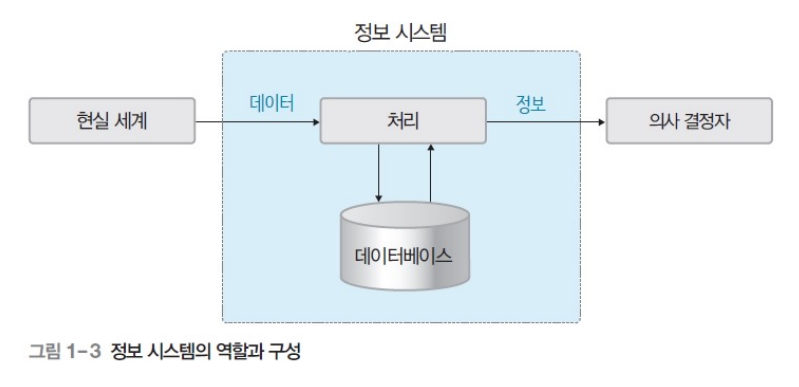 정보 시스템
데이터
정보
현실 세계
처리
의사 결정자
데이터베이스
그림 1-3 정보 시스템의 역할과 구성